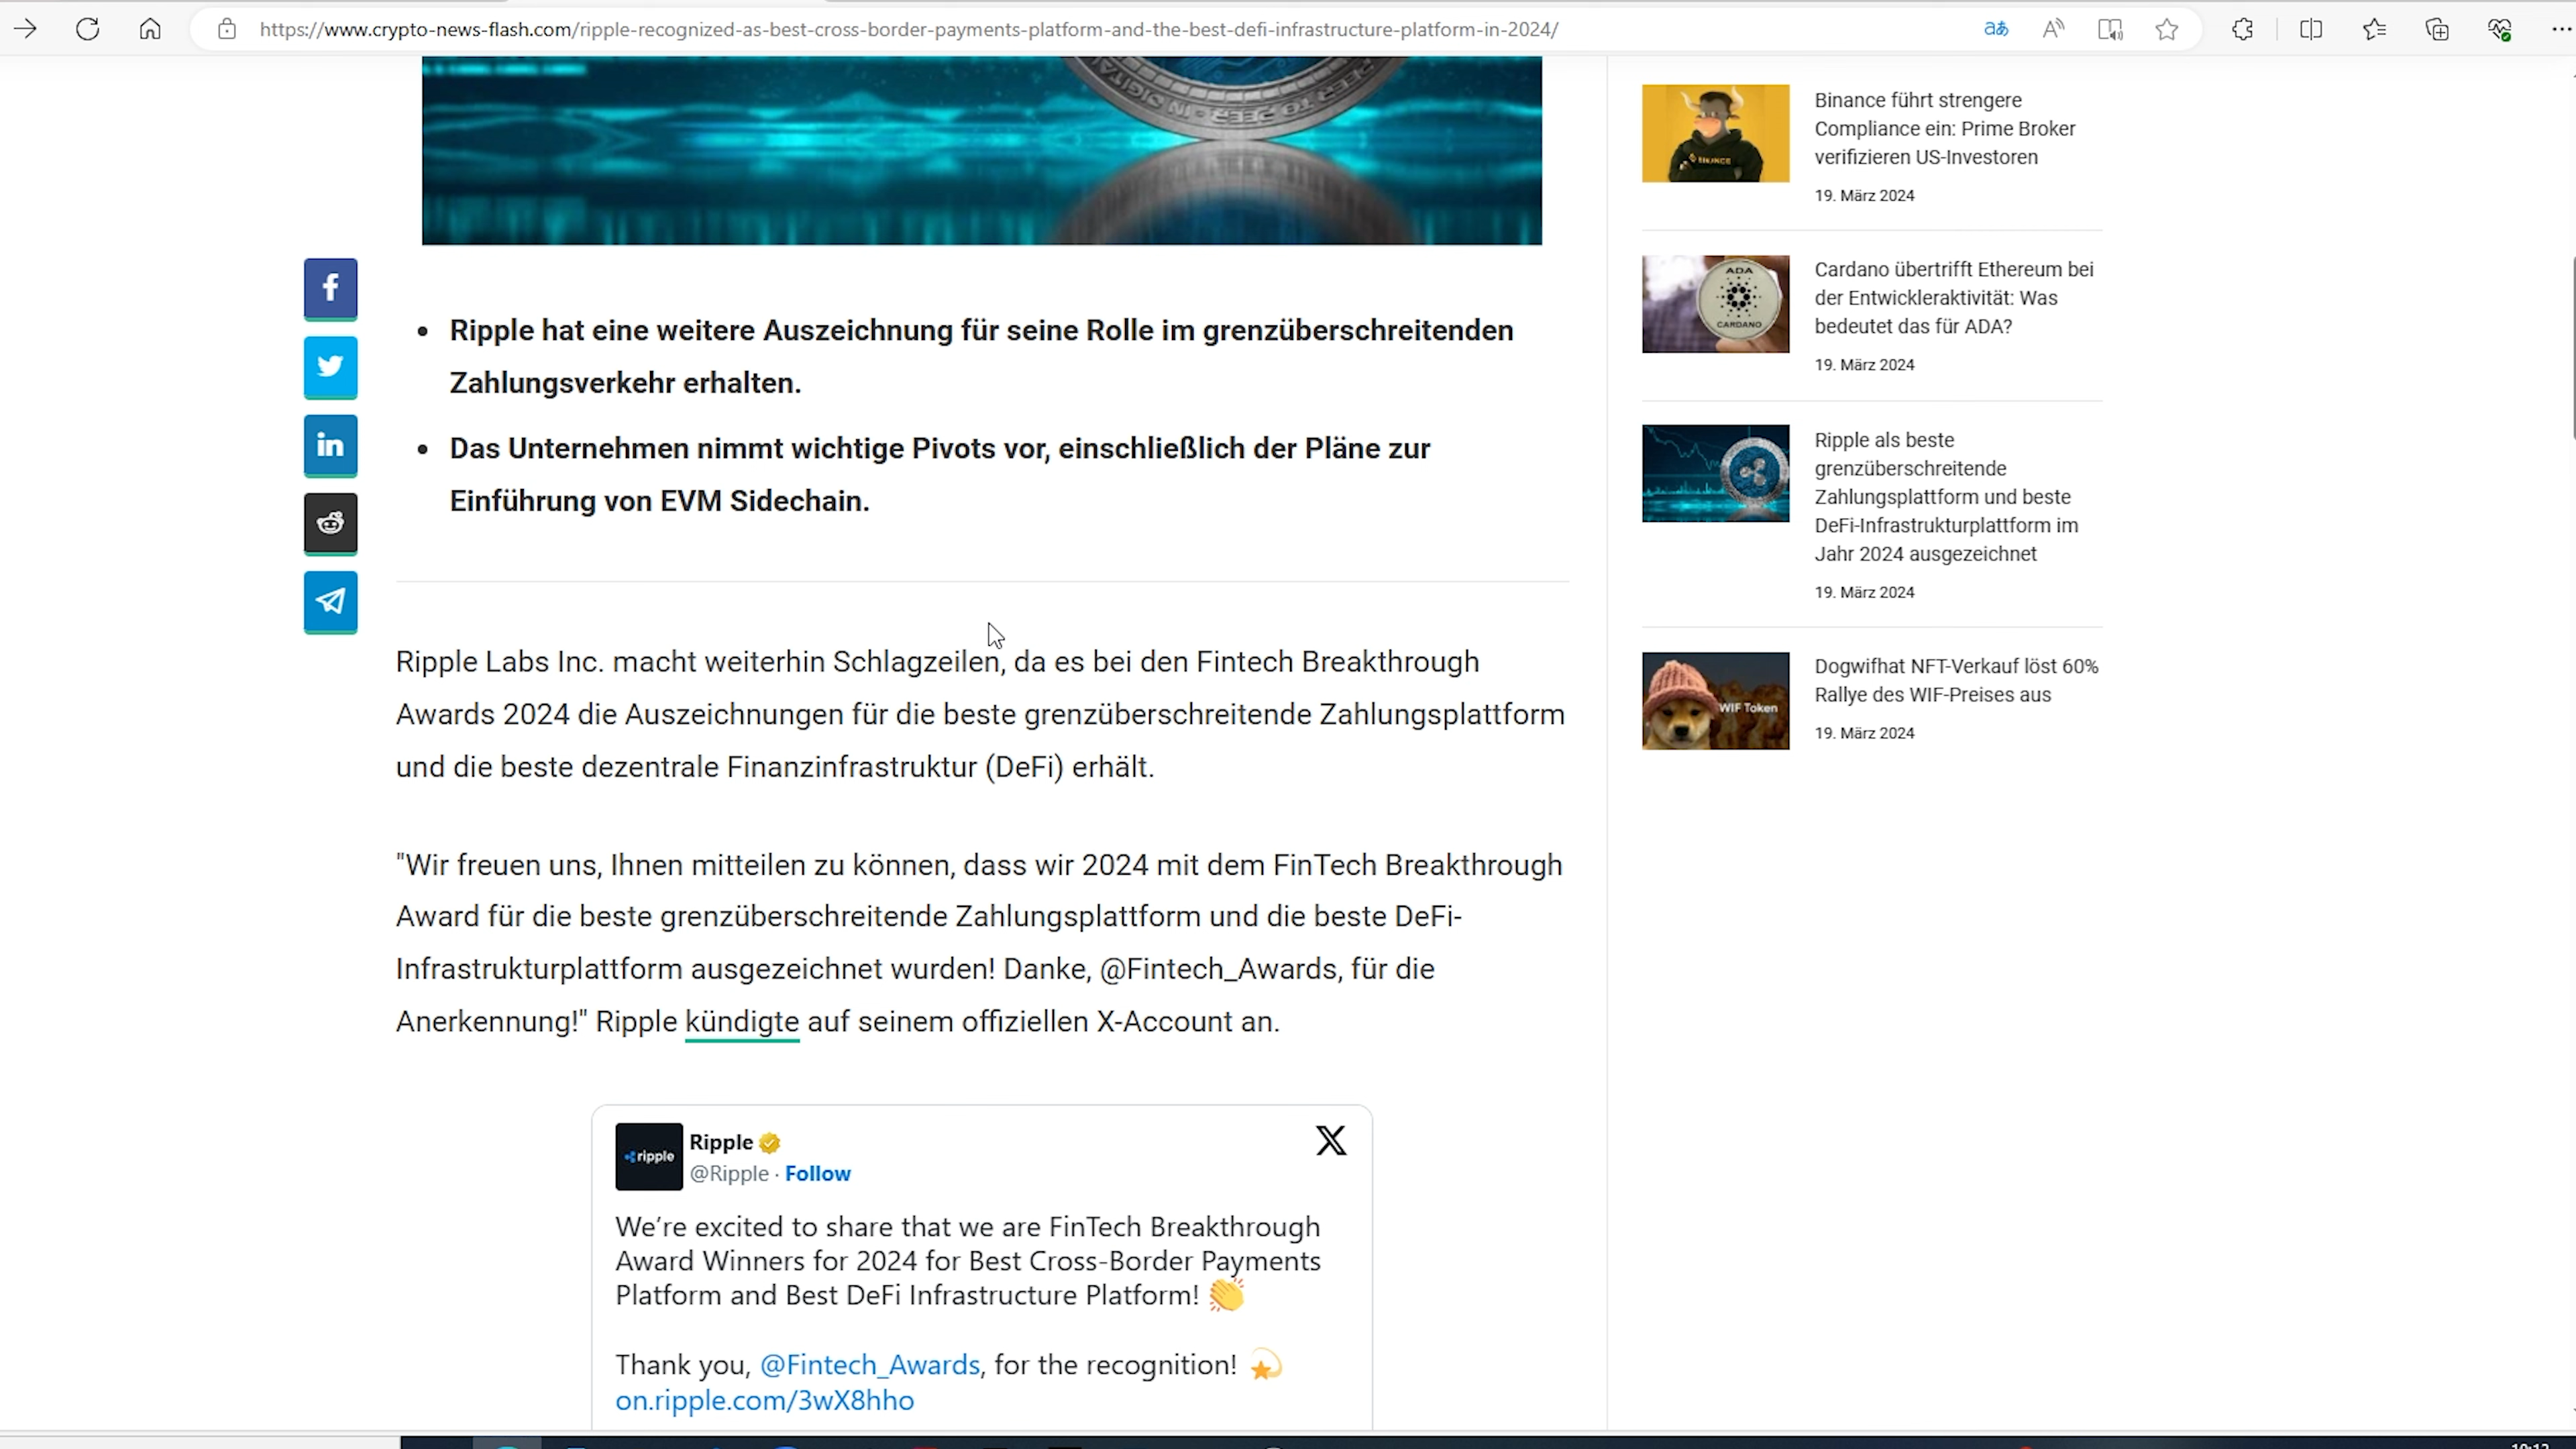 https://www.crypto-news-flash.com/ripple-recognized-as-best-cross-border-payments-platform-and-the-best-defi-infrastructure-platform-in-2024/
Ripple hat eine weitere Auszeichnung für seine Rolle im grenzüberschreitenden
Zahlungsverkehr erhalten.
Das Unternehmen nimmt wichtige Pivots vor, einschließlich der Pläne zur
Einführung von EVM Sidechain.
Ripple Labs Inc. macht weiterhin Schlagzeilen, da es bei den Fintech Breakthrough
Awards 2024 die Auszeichnungen für die beste grenzüberschreitende Zahlungsplattform
und die beste dezentrale Finanzinfrastruktur (DeFi) erhält.
"Wir freuen uns, Ihnen mitteilen zu können, dass wir 2024 mit dem FinTech Breakthrough
Award für die beste grenzüberschreitende Zahlungsplattform und die beste DeFi-
Infrastrukturplattform ausgezeichnet wurden! Danke, @Fintech_Awards, für die
Anerkennung!" Ripple kündigte auf seinem offiziellen X-Account an.
ripple
Ripple
@Ripple · Follow
We're excited to share that we are FinTech Breakthrough
Award Winners for 2024 for Best Cross-Border Payments
Platform and Best DeFi Infrastructure Platform! 👏
Thank you, @Fintech_Awards, for the recognition! 💫
on.ripple.com/3wX8hho
BINANCE
Binance führt strengere
Compliance ein: Prime Broker
verifizieren US-Investoren
19. März 2024
ADA
CARDANO
Cardano übertrifft Ethereum bei
der Entwickleraktivität: Was
bedeutet das für ADA?
19. März 2024
Ripple als beste
grenzüberschreitende
Zahlungsplattform und beste
DeFi-Infrastrukturplattform im
Jahr 2024 ausgezeichnet
19. März 2024
WIF Token
Dogwifhat NFT-Verkauf löst 60%
Rallye des WIF-Preises aus
19. März 2024